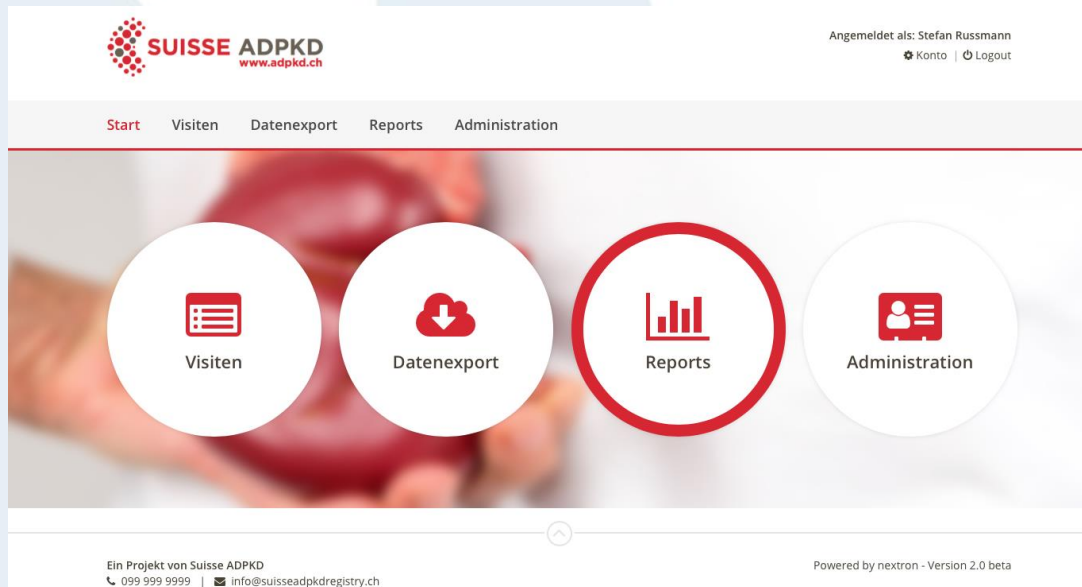 SUISSE ADPKD
www.adpkd.ch
Angemeldet als: Stefan Russmann
Konto | Logout
Start Visiten Datenexport Reports Administration
Visiten
Datenexport
Reports
Administration
Ein Projekt von Suisse ADPKD
099 999 9999 | info@suisseadpkdregistry.ch
Powered by nextron - Version 2.0 beta